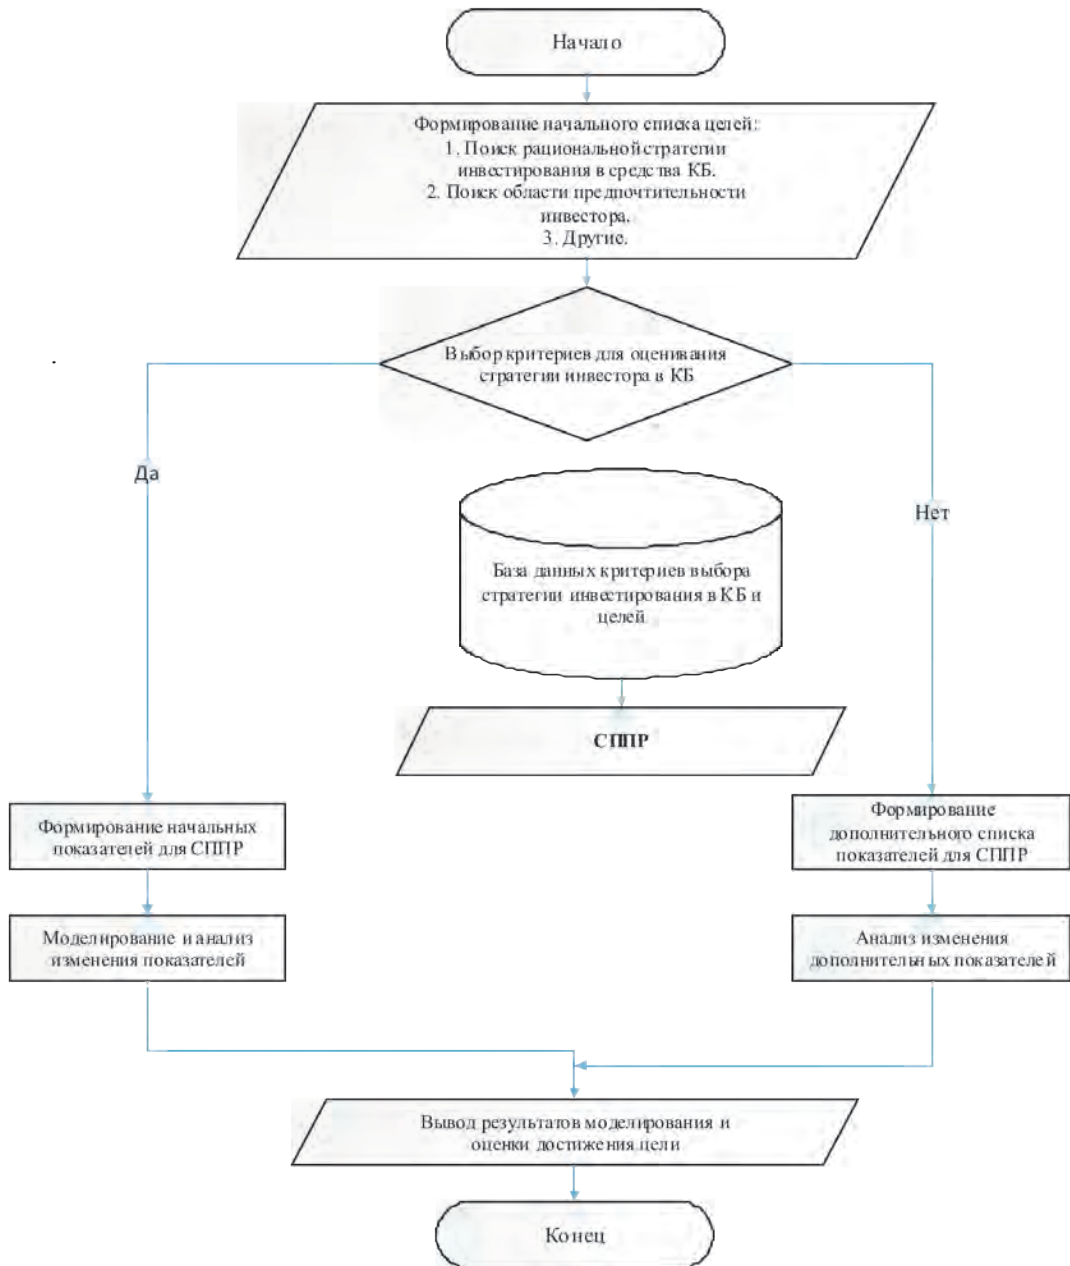 Начало
Формирование начального списка целей:
1. Поиск рациональной стратегии
инвестирования в средства КБ.
2. Поиск области предпочтительности
инвестора.
3. Другие.
Выбор критериев для оценивания
стратегии инвестора в КБ
Да
Нет
База данных критериев выбора
стратегии инвестирования в КБ и
целей
СППР
Формирование начальных
показателей для СППР
Формирование
дополнительного списка
показателей для СППР
Моделирование и анализ
изменения показателей
Анализ изменения
дополнительных показателей
Вывод результатов моделирования и
оценки достижения цели
Конец